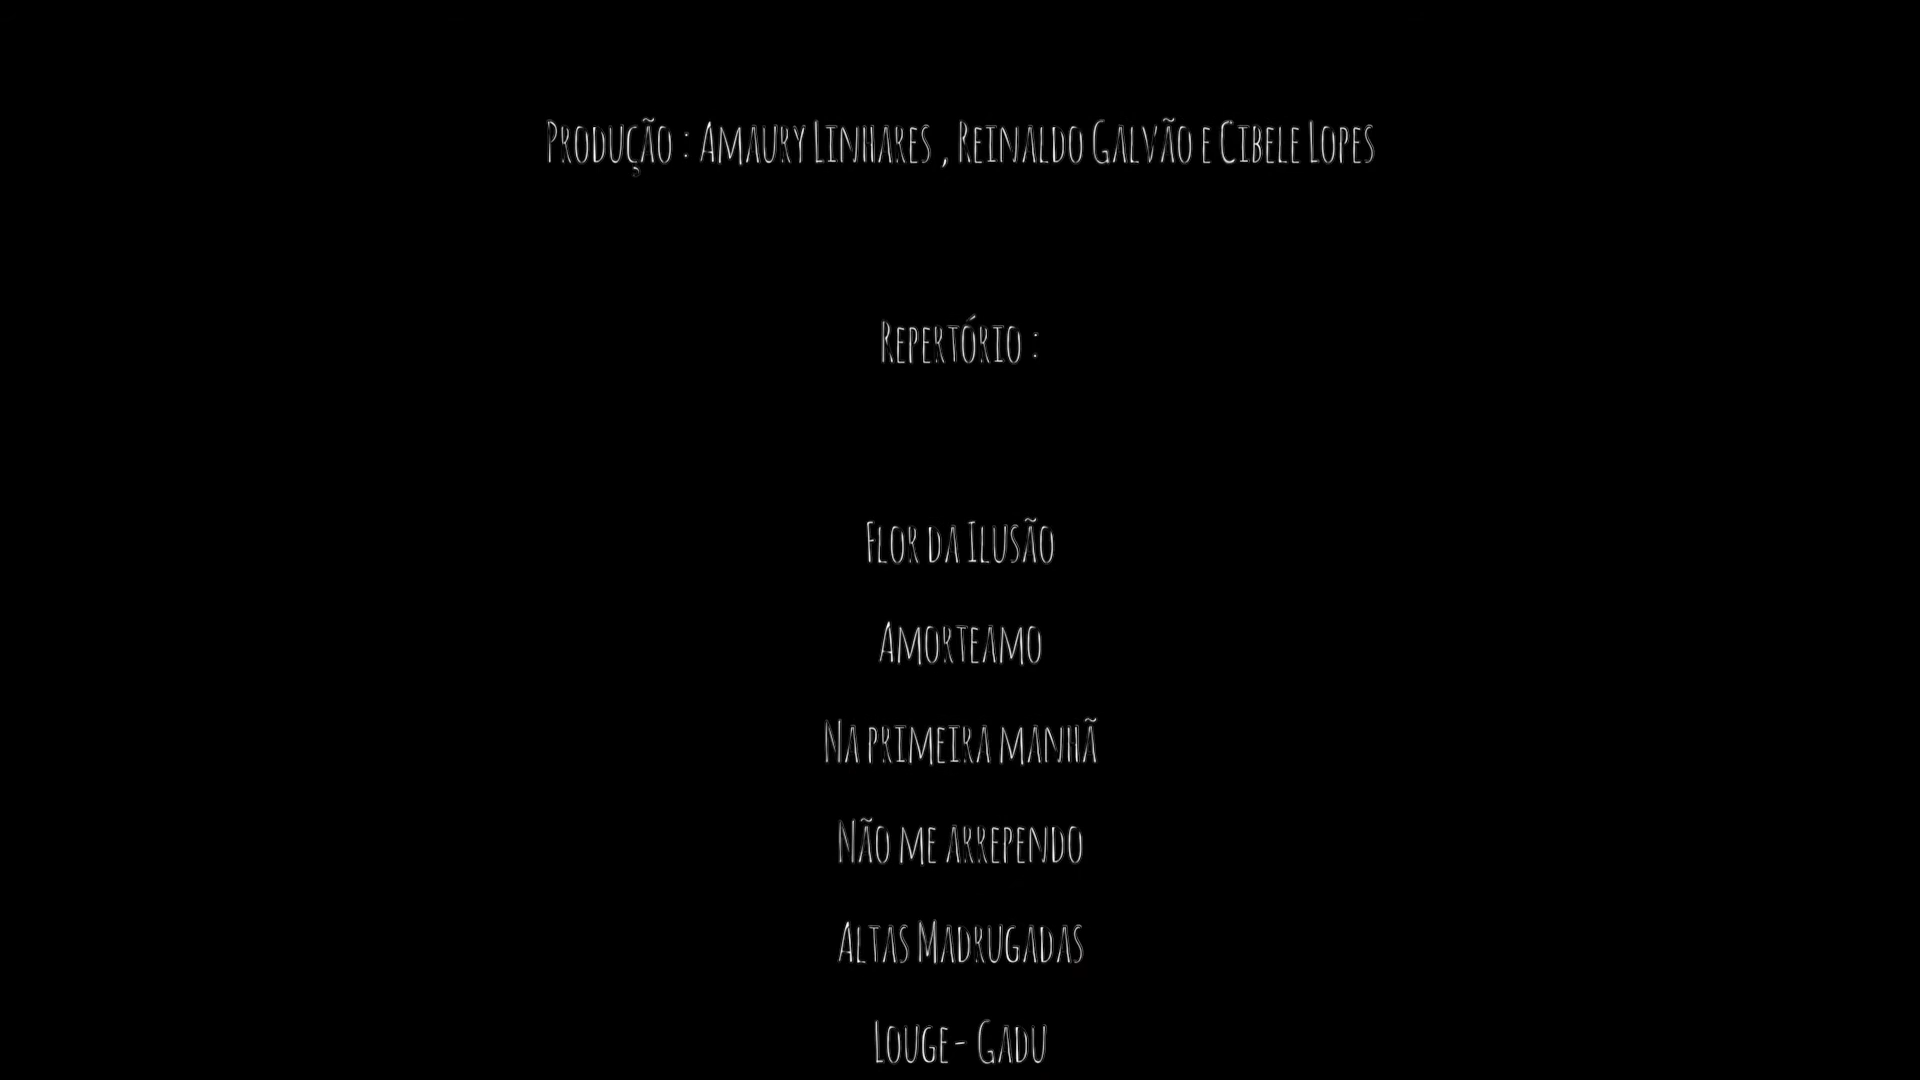 Produção : Amaury Linhares , Reinaldo Galvão e Cibele Lopes
Repertório :
Flor da Ilusão
Amorteamo
Na primeira manhã
Não me arrependo
Altas Madrugadas
Louge - Gadu